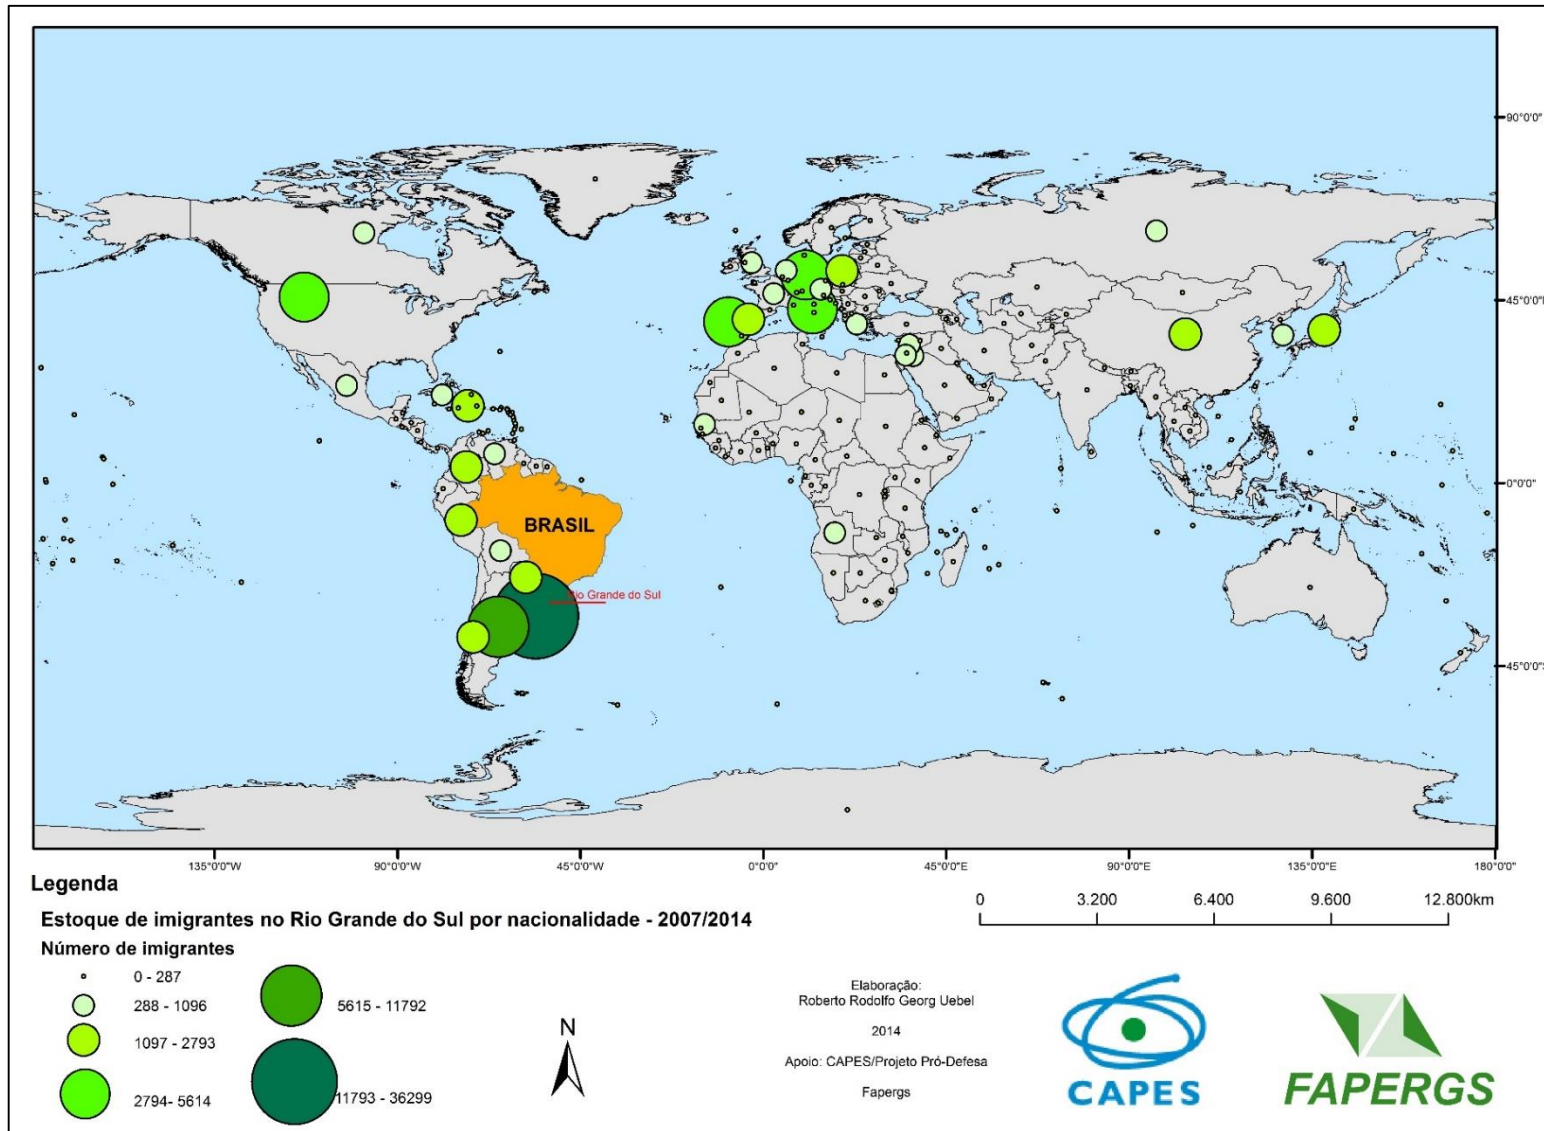 90°0'0"
45°0'0"N
0°0'0"
45°0'0"S
BRASIL
Rio Grande do Sul
135°0'0"W
90°0'0"W
45°0'0"W
0°0'0"
45°0'0"E
90°0'0"E
135°0'0"E
180°0'0"
Legenda
Estoque de imigrantes no Rio Grande do Sul por nacionalidade - 2007/2014
Número de imigrantes
0 - 287
288 - 1096
1097 - 2793
2794- 5614
5615 - 11792
11793 - 36299
N
0 3.200 6.400 9.600 12.800km
Elaboração:
Roberto Rodolfo Georg Uebel
2014
Apoio: CAPES/Projeto Pró-Defesa
Fapergs
CAPES
FAPERGS